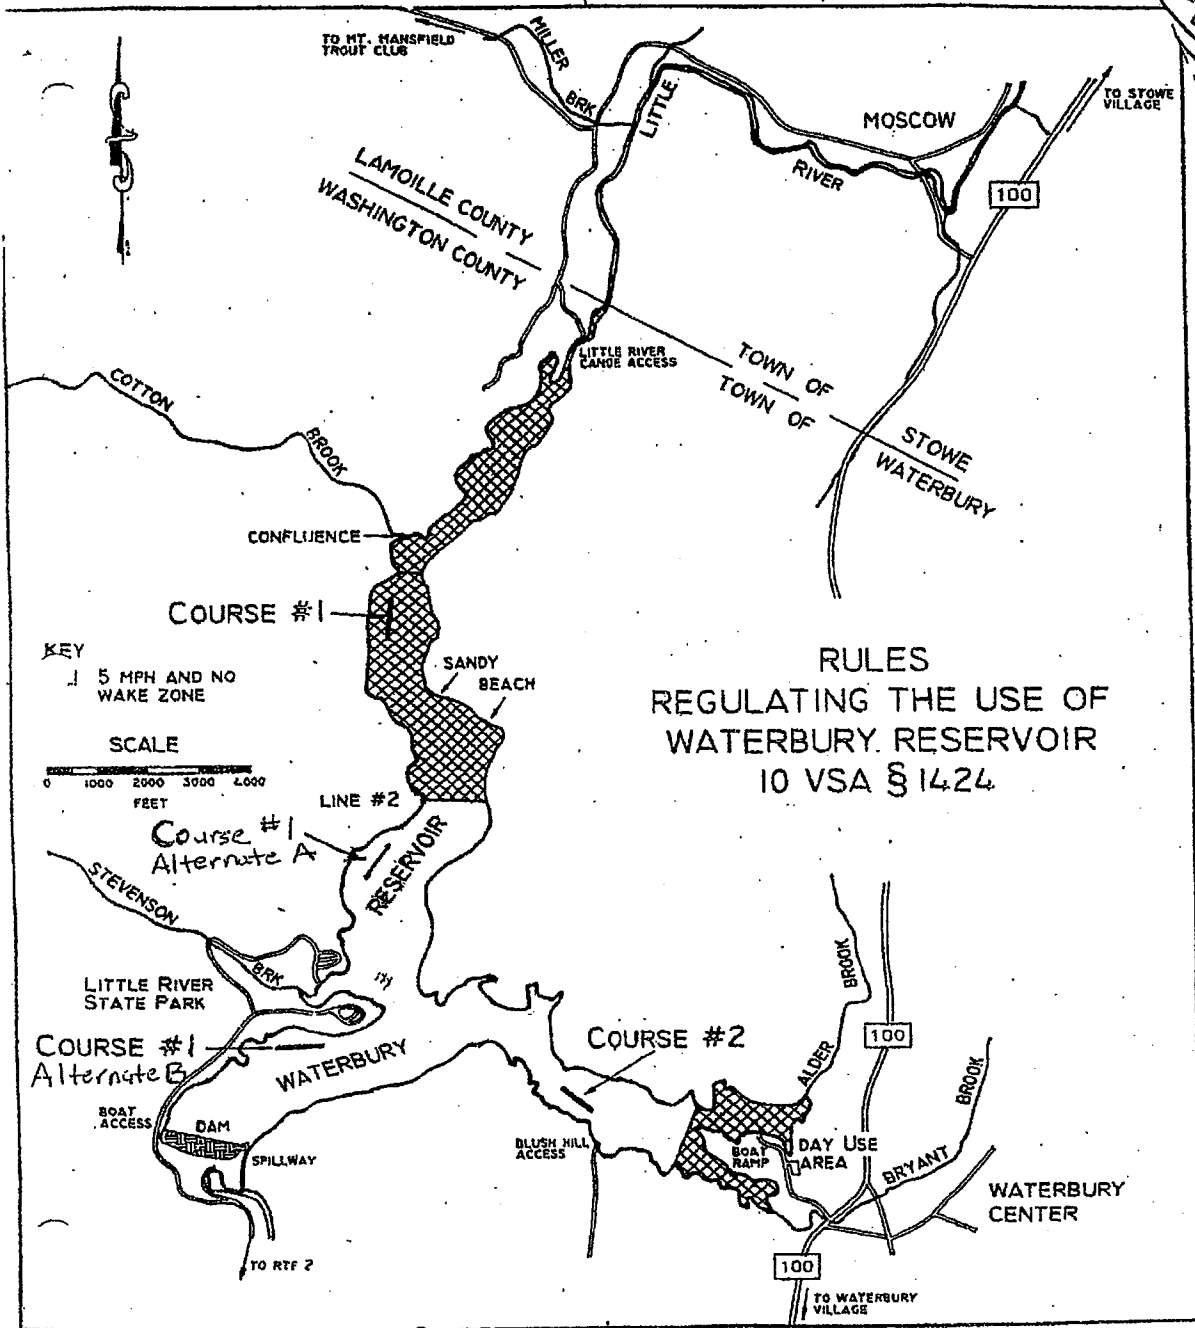 TO MT. MANSFIELD
TROUT CLUB
MILLER
BRK
LITTLE
RIVER
MOSCOW
TO STOWE
VILLAGE
100
LAMOILLE COUNTY
WASHINGTON COUNTY
LITTLE RIVER
CANOE ACCESS
TOWN OF
TOWN OF
STOWE
WATERBURY
COTTON
BROOK
CONFLUENCE
COURSE #1
KEY
5 MPH AND NO
WAKE ZONE
SANDY
BEACH
RULES
REGULATING THE USE OF
WATERBURY RESERVOIR
10 VSA § 1424
SCALE
0 1000 2000 3000 4000
FEET
LINE #2
Course #1
Alternate A
RESERVOIR
STEVENSON
BRK
LITTLE RIVER
STATE PARK
COURSE #1
Alternate B
WATERBURY
COURSE #2
BROOK
ALDER
100
BROOK
BRYANT
BOAT
ACCESS
DAM
SPILLWAY
BLUSH HILL
ACCESS
BOAT
RAMP
DAY USE
AREA
WATERBURY
CENTER
TO RTE 2
100
TO WATERBURY
VILLAGE